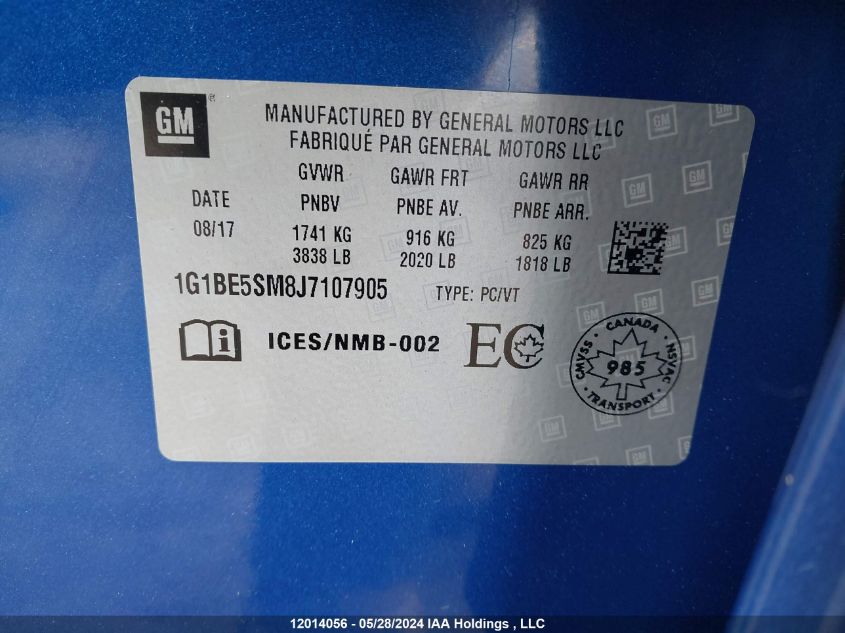 GM
MANUFACTURED BY GENERAL MOTORS LLC
FABRIQUÉ PAR GENERAL MOTORS LLC
DATE GVWR GAWR FRT GAWR RR
PNBV PNBE AV. PNBE ARR.
08/17 1741 KG 916 KG 825 KG
3838 LB 2020 LB 1818 LB
1G1BE5SM8J7107905 TYPE: PC/VT
i ICES/NMB-002 EC
CANADA
CMVSS 985 NSVAC
TRANSPORT
12014056 - 05/28/2024 IAA Holdings , LLC